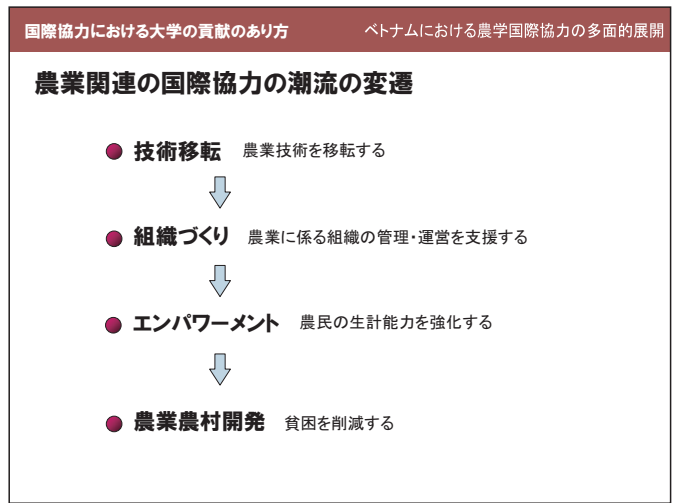 国際協力における大学の貢献のあり方 ベトナムにおける農学国際協力の多面的展開
農業関連の国際協力の潮流の変遷
技術移転 農業技術を移転する
組織づくり 農業に係る組織の管理・運営を支援する
エンパワーメント 農民の生計能力を強化する
農業農村開発 貧困を削減する